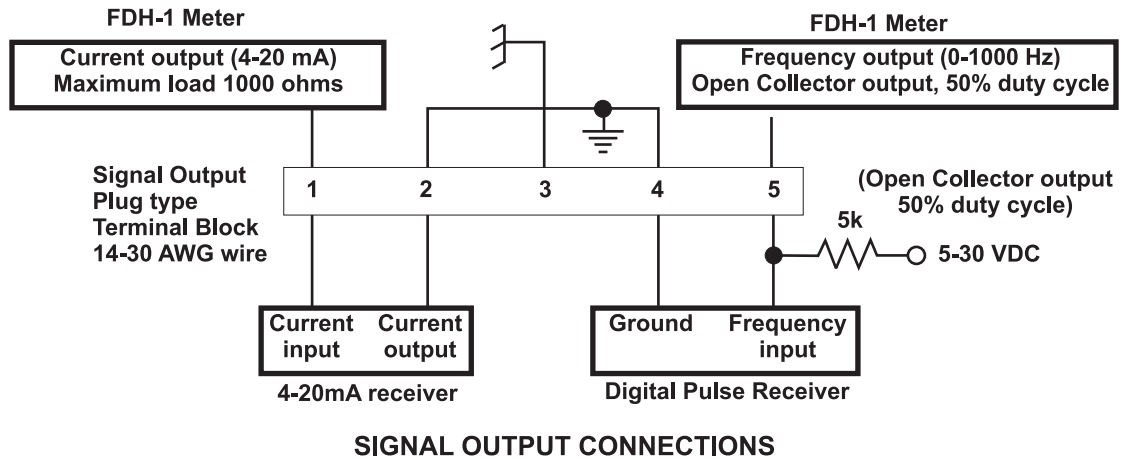 FDH-1 Meter
Current output (4-20 mA)
Maximum load 1000 ohms
FDH-1 Meter
Frequency output (0-1000 Hz)
Open Collector output, 50% duty cycle
Signal Output
Plug type
Terminal Block
14-30 AWG wire
1 2 3 4 5
(Open Collector output
50% duty cycle)
5k
5-30 VDC
Current input
Current output
4-20mA receiver
Ground
Frequency input
Digital Pulse Receiver
SIGNAL OUTPUT CONNECTIONS